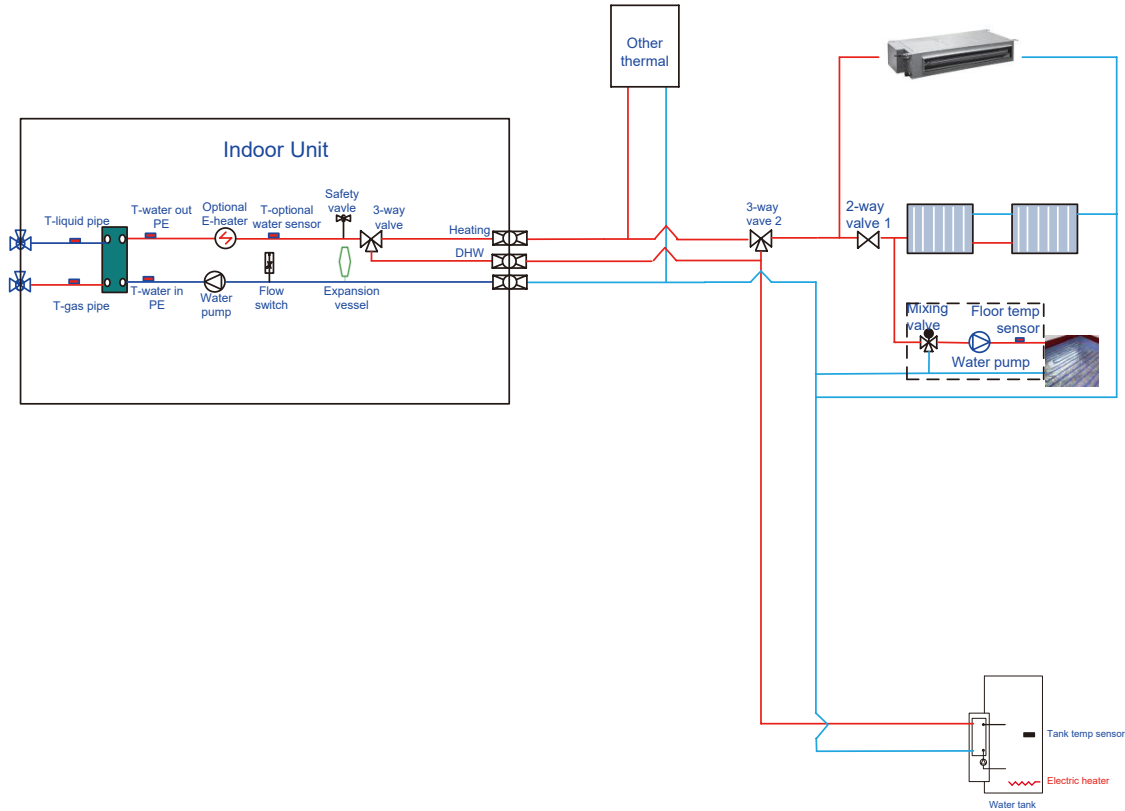 Other
thermal
Indoor Unit
Safety
vavle
T-liquid pipe
T-water out
PE
Optional
E-heater
T-optional
water sensor
3-way
valve
Heating
DHW
T-gas pipe
T-water in
PE
Water
pump
Flow
switch
Expansion
vessel
3-way
vave 2
2-way
valve 1
Mixing
valve
Floor temp
sensor
Water pump
Tank temp sensor
Electric heater
Water tank